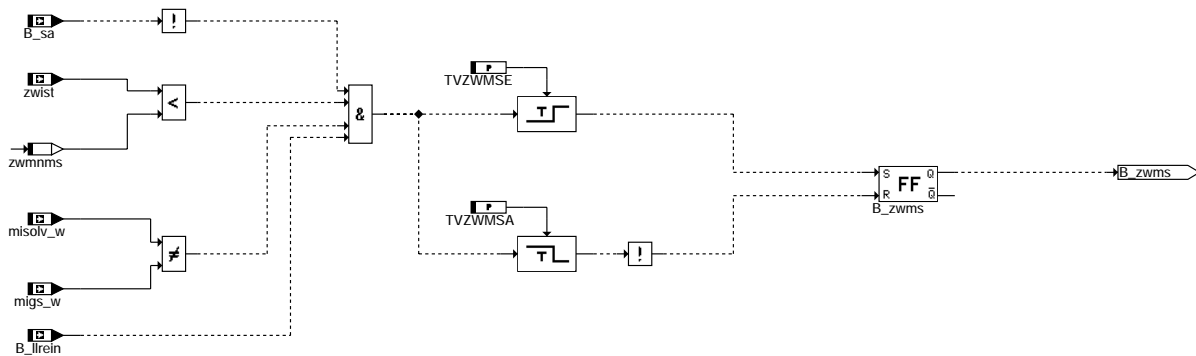 B_sa
!
zwist
<
zwmnms
&
P
TVZWMSE
T
misolv_w
≠
migs_w
B_llrein
P
TVZWMSA
T
!
S Q
FF
R Q̅
B_zwms
B_zwms